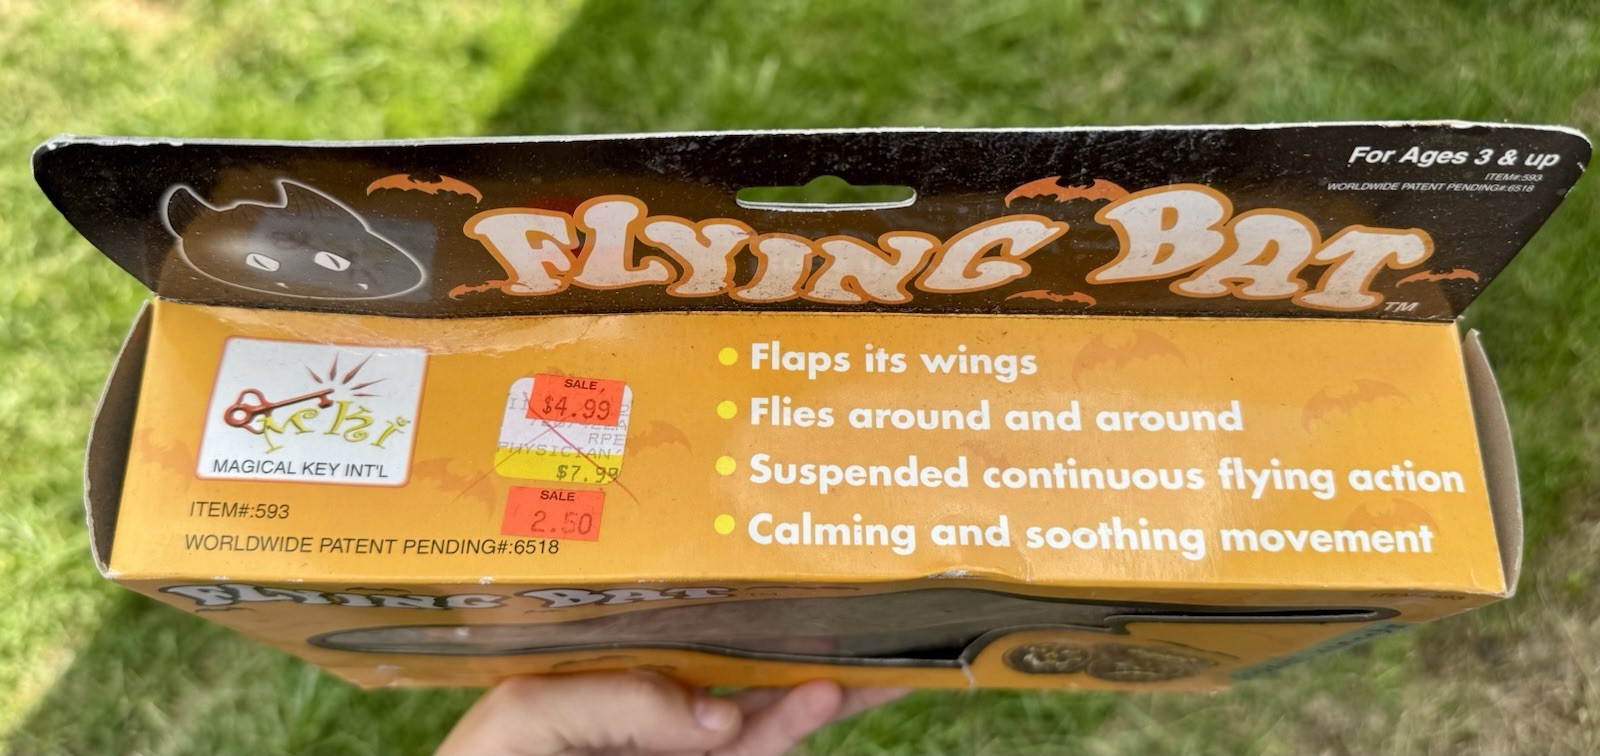 For Ages 3 & up
ITEM#:593
WORLDWIDE PATENT PENDING#:6518
FLYING BAT
TM
MKi
MAGICAL KEY INT'L
ITEM#:593
WORLDWIDE PATENT PENDING#:6518
SALE
$4.99
RPE
PHYSICIAN'
$7.99
SALE
2.50
Flaps its wings
Flies around and around
Suspended continuous flying action
Calming and soothing movement
FLYING BAT